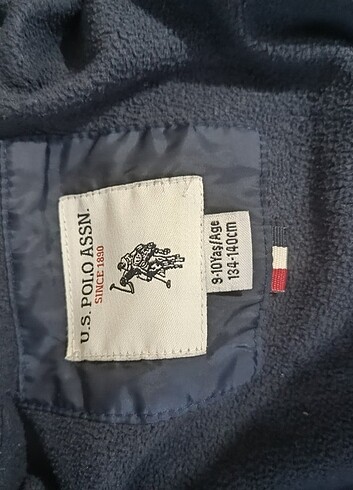 U.S. POLO ASSN.
SINCE 1890
9-10Yaş/Age
134-140cm